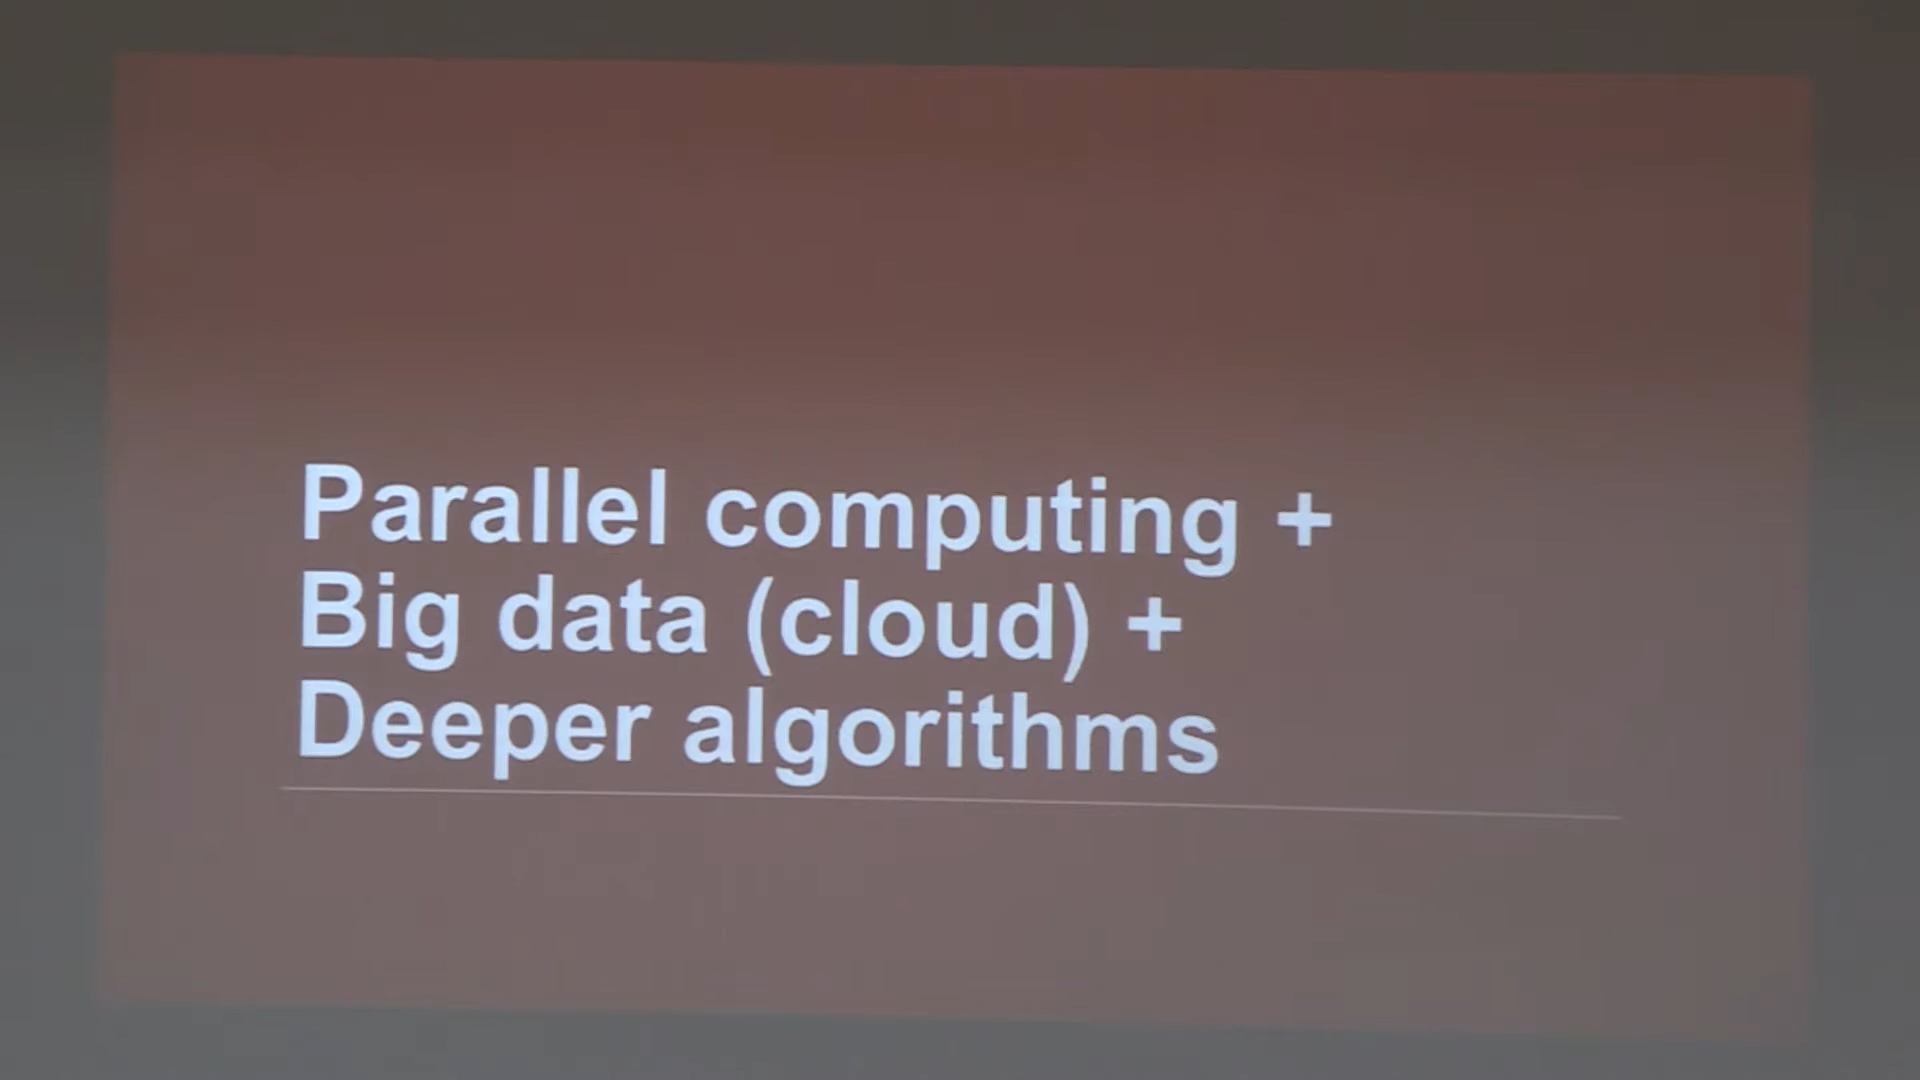 Parallel computing +
Big data (cloud) +
Deeper algorithms